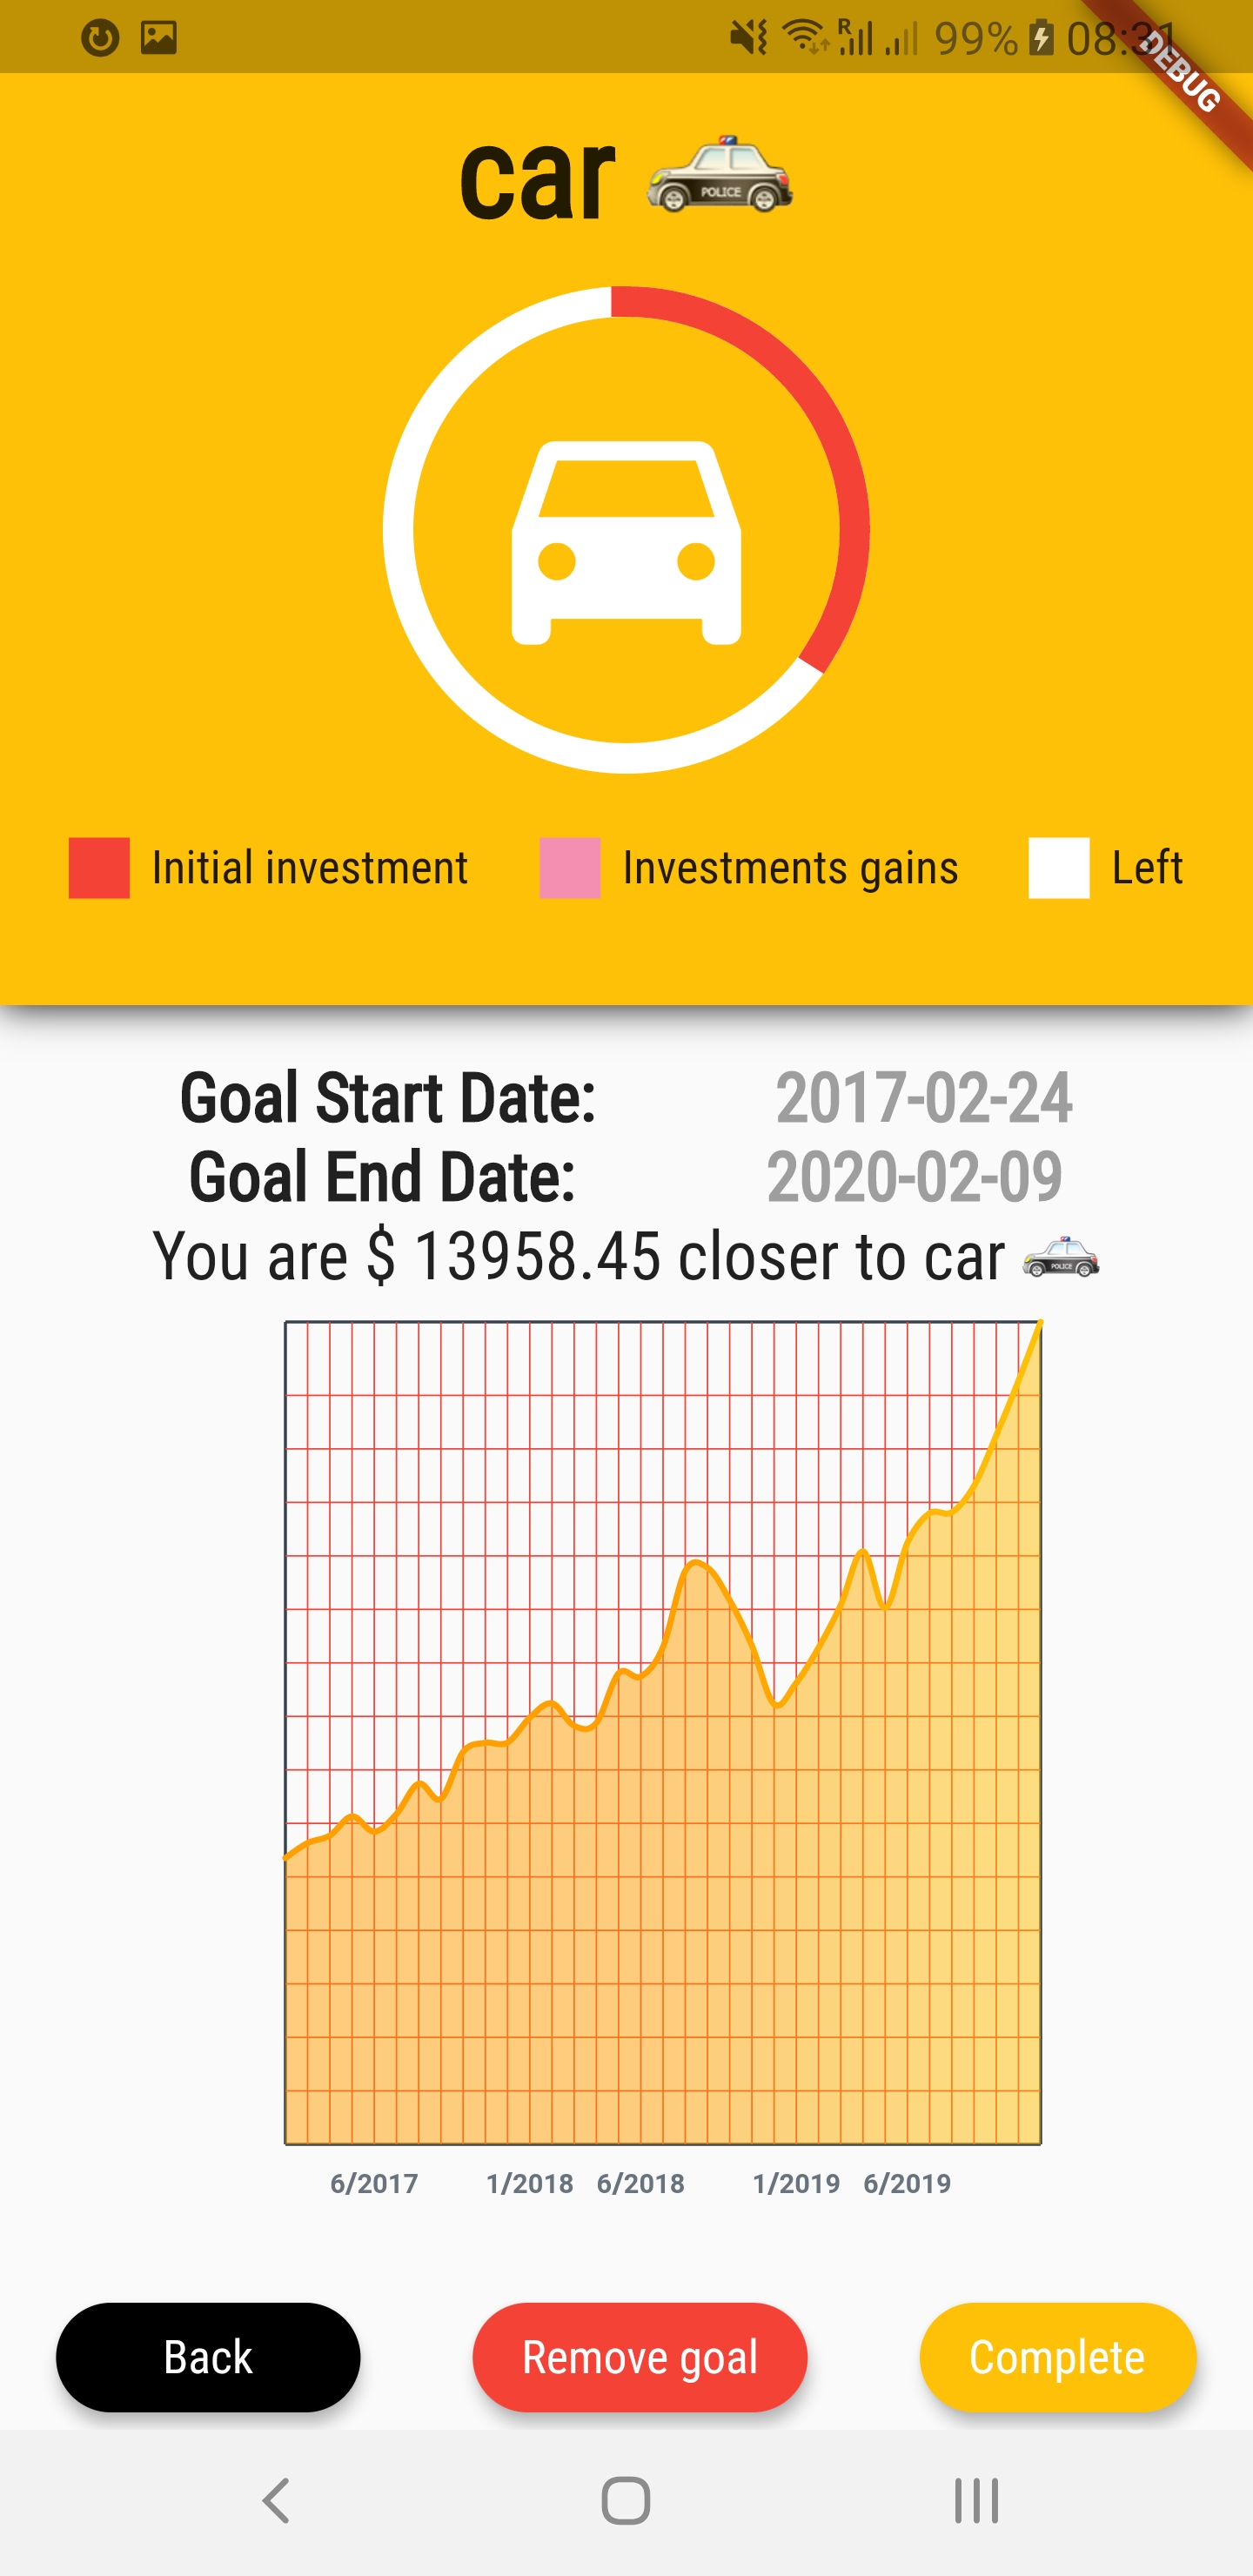 R 99% 08:31
DEBUG
car
POLICE
Initial investment Investments gains Left
Goal Start Date: 2017-02-24
Goal End Date: 2020-02-09
You are $ 13958.45 closer to car
POLICE
6/2017 1/2018 6/2018 1/2019 6/2019
Back Remove goal Complete